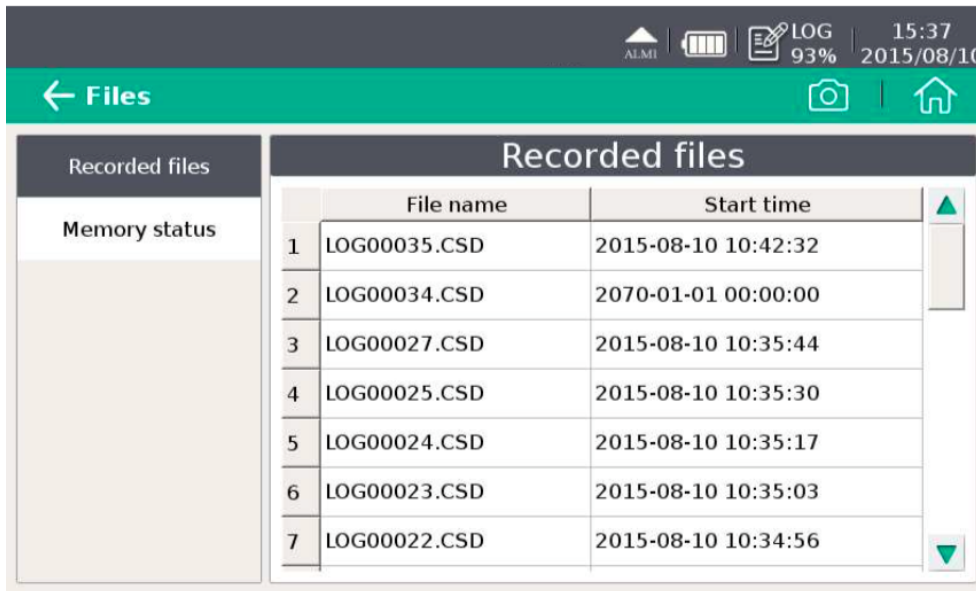 ALMI LOG 93% 15:37 2015/08/10
Files
Recorded files
Memory status
Recorded files
File name Start time
1 LOG00035.CSD 2015-08-10 10:42:32
2 LOG00034.CSD 2070-01-01 00:00:00
3 LOG00027.CSD 2015-08-10 10:35:44
4 LOG00025.CSD 2015-08-10 10:35:30
5 LOG00024.CSD 2015-08-10 10:35:17
6 LOG00023.CSD 2015-08-10 10:35:03
7 LOG00022.CSD 2015-08-10 10:34:56